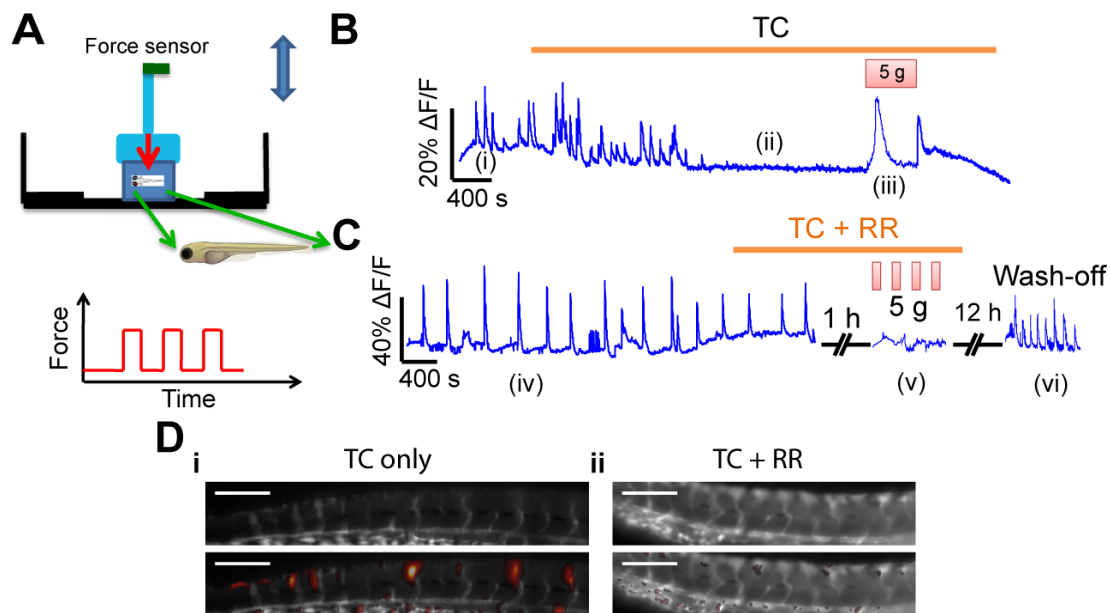 A
Force sensor
Force
Time
B
TC
5 g
20% ΔF/F
400 s
(i)
(ii)
(iii)
C
TC + RR
40% ΔF/F
400 s
(iv)
1 h
5 g
(v)
12 h
Wash-off
(vi)
D
i
TC only
ii
TC + RR